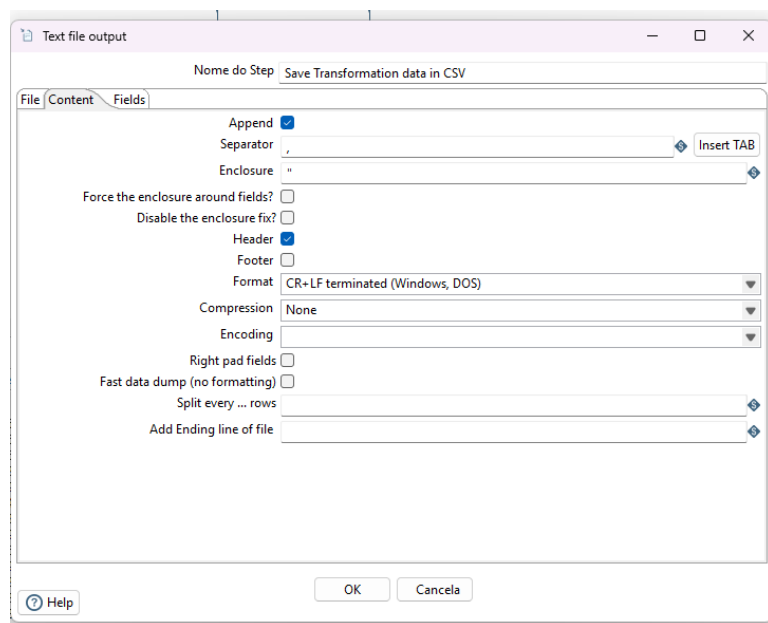 Text file output
Nome do Step Save Transformation data in CSV
File Content Fields
Append
Separator , Insert TAB
Enclosure "
Force the enclosure around fields?
Disable the enclosure fix?
Header
Footer
Format CR+LF terminated (Windows, DOS)
Compression None
Encoding
Right pad fields
Fast data dump (no formatting)
Split every ... rows
Add Ending line of file
OK Cancela
Help